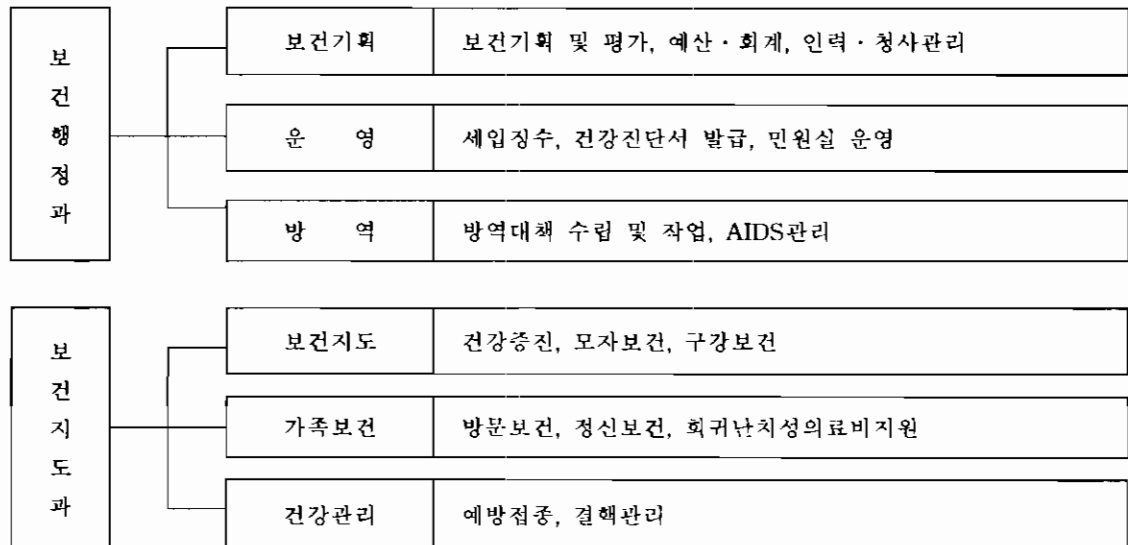 보건행정과
보건기획 보건기획 및 평가, 예산·회계, 인력·청사관리
운 영 세입징수, 건강진단서 발급, 민원실 운영
방 역 방역대책 수립 및 작업, AIDS관리
보건지도과
보건지도 건강증진, 모자보건, 구강보건
가족보건 방문보건, 정신보건, 희귀난치성의료비지원
건강관리 예방접종, 결핵관리